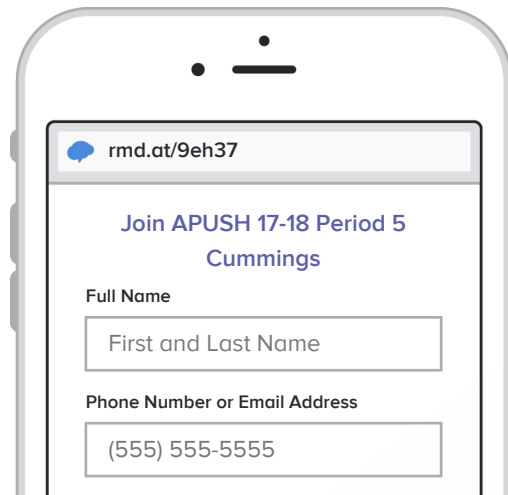 rmd.at/9eh37
Join APUSH 17-18 Period 5
Cummings
Full Name
First and Last Name
Phone Number or Email Address
(555) 555-5555